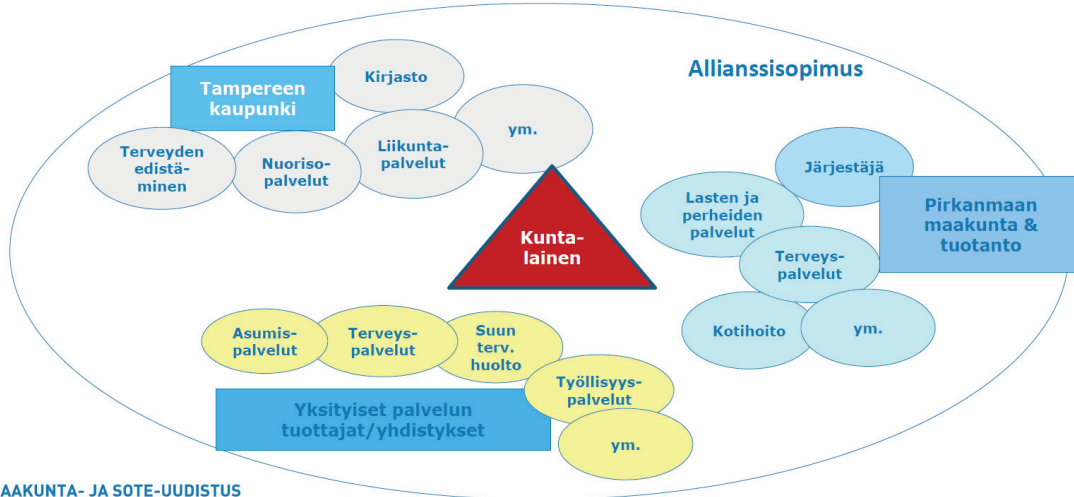 Allianssisopimus
Tampereen
kaupunki
Kirjasto
ym.
Liikunta-
palvelut
Nuoriso-
palvelut
Terveyden
edistä-
minen
Järjestäjä
Pirkanmaan
maakunta &
tuotanto
Lasten ja
perheiden
palvelut
Terveys-
palvelut
Kotihoito
ym.
Kunta-
lainen
Asumis-
palvelut
Terveys-
palvelut
Suun
terv.
huolto
Työllisyys-
palvelut
ym.
Yksityiset palvelun
tuottajat/yhdistykset
AAKUNTA- JA SOTE-UUDISTUS